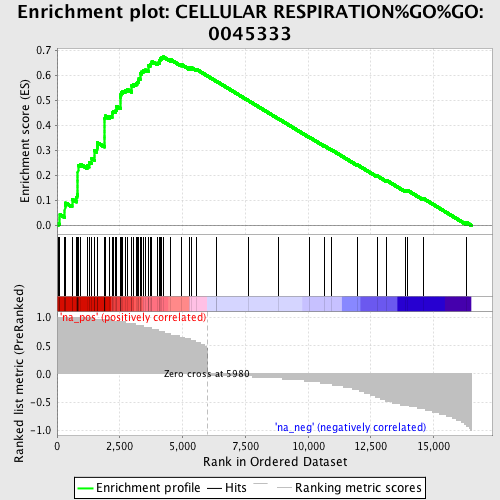 Enrichment plot: CELLULAR RESPIRATION%GO%GO:
0045333
Enrichment score (ES)
0.7
0.6
0.5
0.4
0.3
0.2
0.1
0.0
Ranked list metric (PreRanked)
1.0
0.5
0.0
-0.5
-1.0
'na_pos' (positively correlated)
Zero cross at 5980
'na_neg' (negatively correlated)
0 2,500 5,000 7,500 10,000 12,500 15,000
Rank in Ordered Dataset
Enrichment profile Hits Ranking metric scores